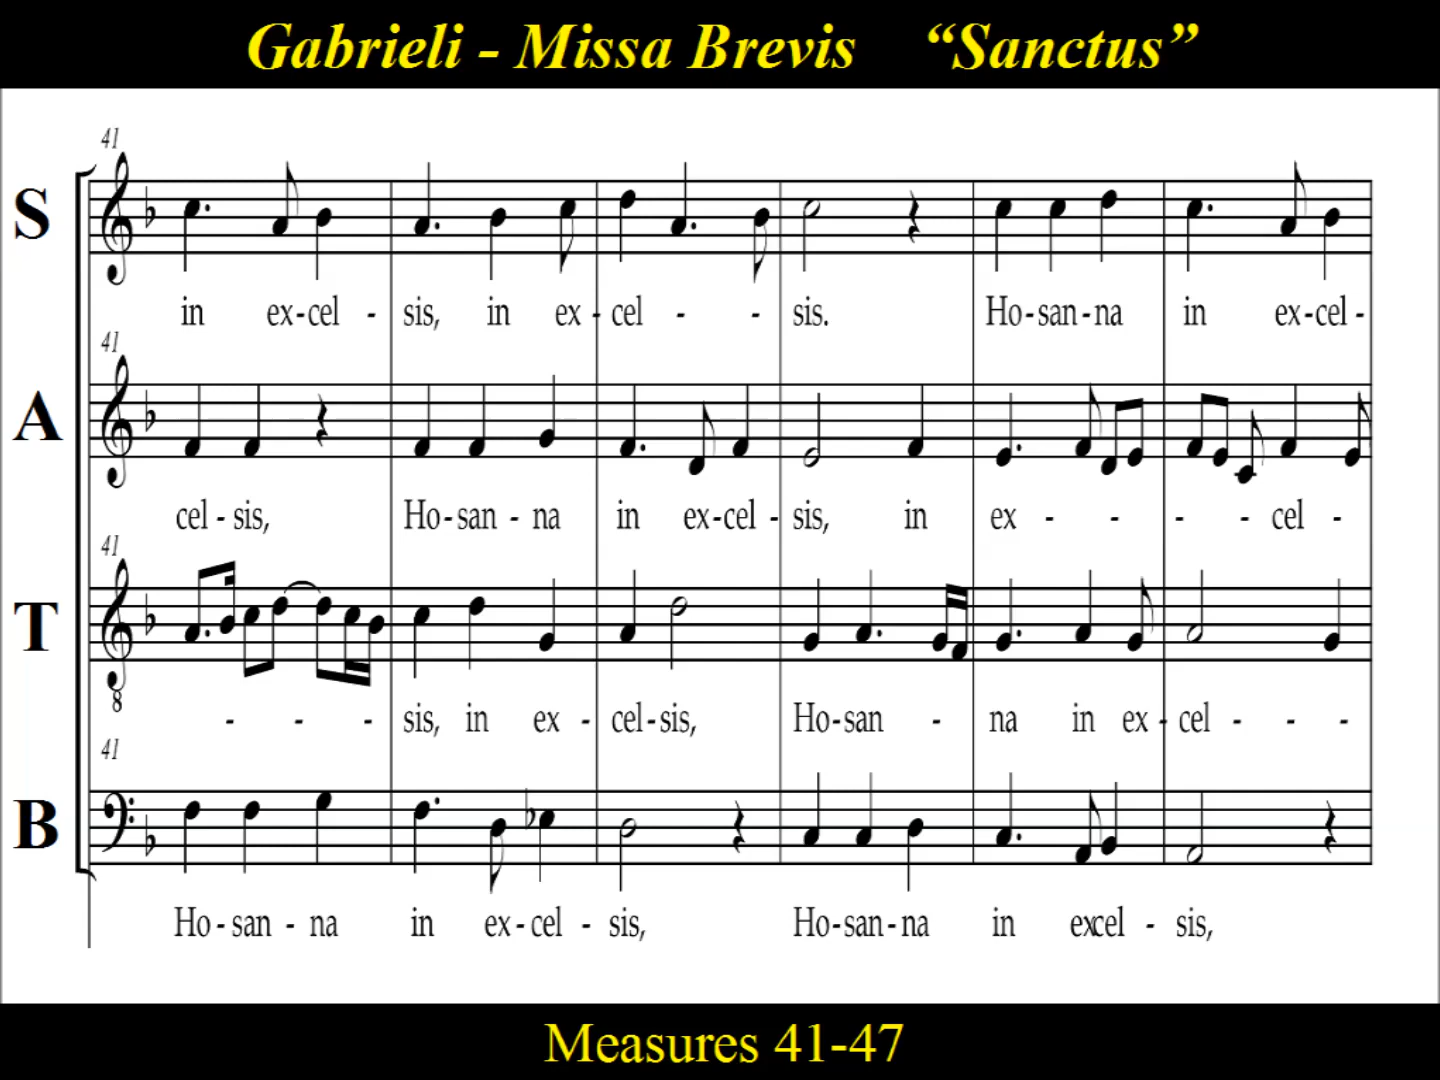 Gabrieli - Missa Brevis “Sanctus”
41
S
in ex-cel - sis, in ex - cel - - sis. Ho-san-na in ex-cel -
41
A
cel - sis, Ho-san - na in ex-cel - sis, in ex - - - - cel -
41
T
8
- - - sis, in ex - cel-sis, Ho-san - na in ex - cel - - -
41
B
Ho - san - na in ex-cel - sis, Ho-san-na in excel - sis,
Measures 41-47